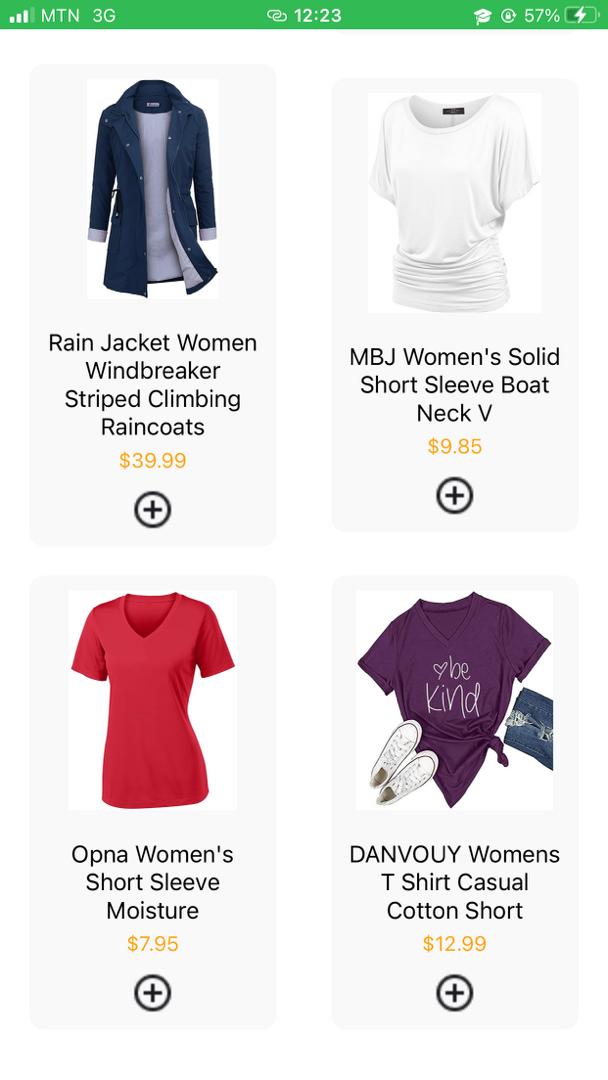 MTN 3G 12:23 57%
Rain Jacket Women
Windbreaker
Striped Climbing
Raincoats
$39.99
MBJ Women's Solid
Short Sleeve Boat
Neck V
$9.85
be
kind
Opna Women's
Short Sleeve
Moisture
$7.95
DANVOUY Womens
T Shirt Casual
Cotton Short
$12.99